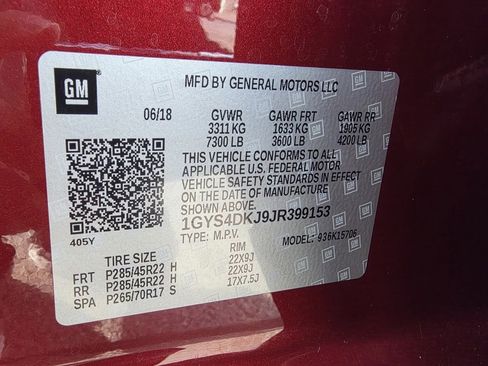 GM
MFD BY GENERAL MOTORS LLC
06/18 GVWR GAWR FRT GAWR RR
3311 KG 1633 KG 1905 KG
7300 LB 3600 LB 4200 LB
THIS VEHICLE CONFORMS TO ALL
APPLICABLE U.S. FEDERAL MOTOR
VEHICLE SAFETY STANDARDS IN EFFECT
ON THE DATE OF MANUFACTURE
1GYS4DKJ9JR399153
405Y
TYPE: M.P.V. MODEL: 936K15706
TIRE SIZE RIM
FRT P285/45R22 H 22X9J
RR P285/45R22 H 22X9J
SPA P265/70R17 S 17X7.5J